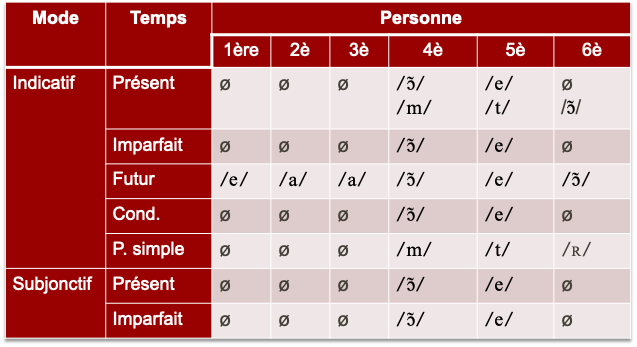 Mode Temps Personne
1ère 2è 3è 4è 5è 6è
Indicatif Présent ø ø ø /ɔ̃/ /e/ ø
/m/ /t/ /ɔ̃/
Imparfait ø ø ø /ɔ̃/ /e/ ø
Futur /e/ /a/ /a/ /ɔ̃/ /e/ /ɔ̃/
Cond. ø ø ø /ɔ̃/ /e/ ø
P. simple ø ø ø /m/ /t/ /ʀ/
Subjonctif Présent ø ø ø /ɔ̃/ /e/ ø
Imparfait ø ø ø /ɔ̃/ /e/ ø